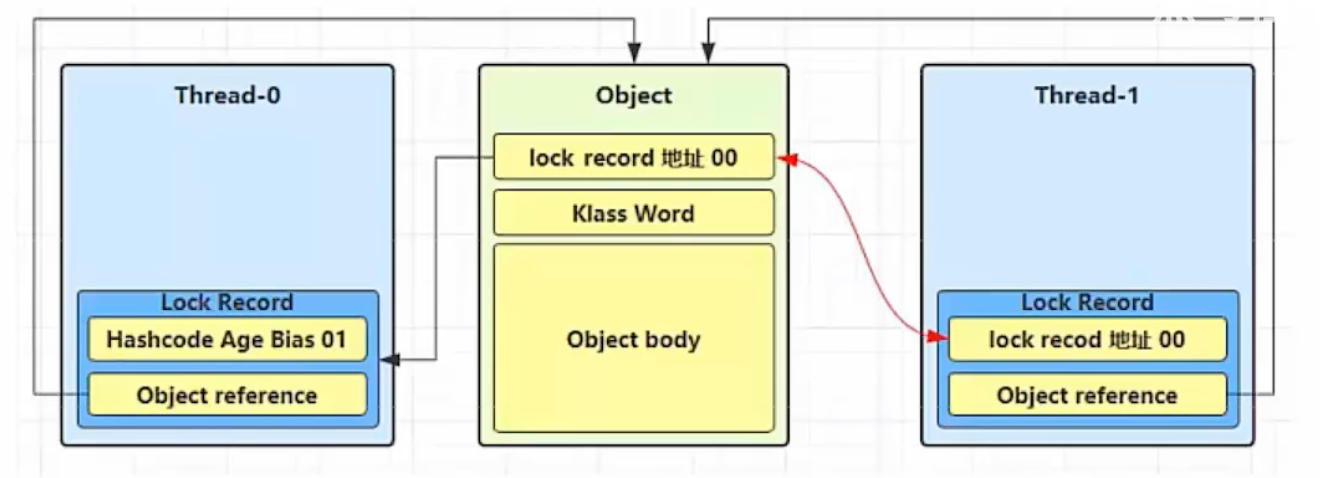 Thread-0
Lock Record
Hashcode Age Bias 01
Object reference
Object
lock record 地址 00
Klass Word
Object body
Thread-1
Lock Record
lock recod 地址 00
Object reference